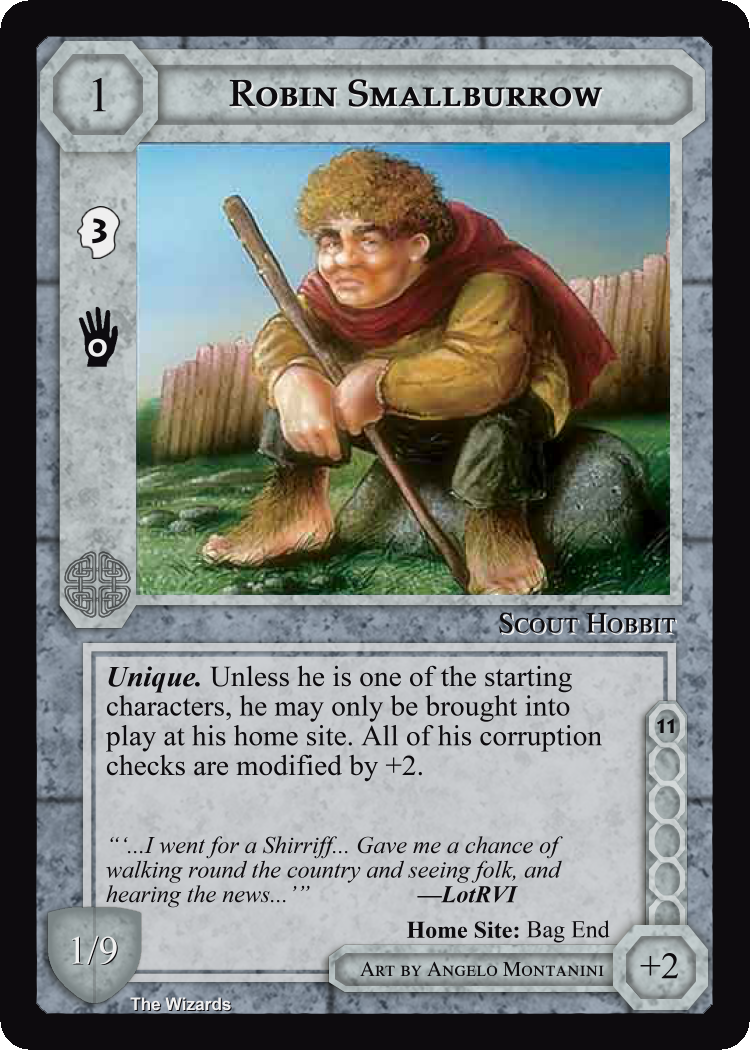 1
Robin Smallburrow
3
0
Scout Hobbit
Unique. Unless he is one of the starting
characters, he may only be brought into
play at his home site. All of his corruption
checks are modified by +2.
11
“‘...I went for a Shirriff... Gave me a chance of
walking round the country and seeing folk, and
hearing the news...’”   —LotRVI
Home Site: Bag End
1/9
Art by Angelo Montanini
+2
The Wizards